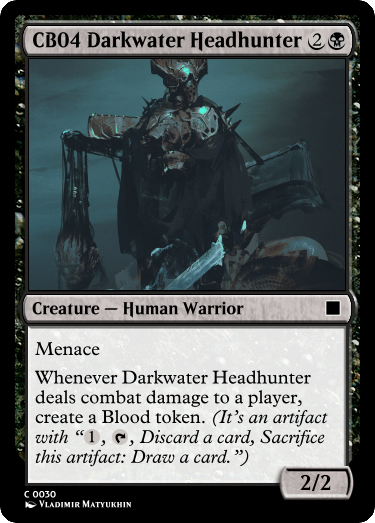 CB04 Darkwater Headhunter 2
Creature — Human Warrior
Menace
Whenever Darkwater Headhunter
deals combat damage to a player,
create a Blood token. (It's an artifact
with “1, , Discard a card, Sacrifice
this artifact: Draw a card.”)
2/2
C 0030
Vladimir Matyukhin